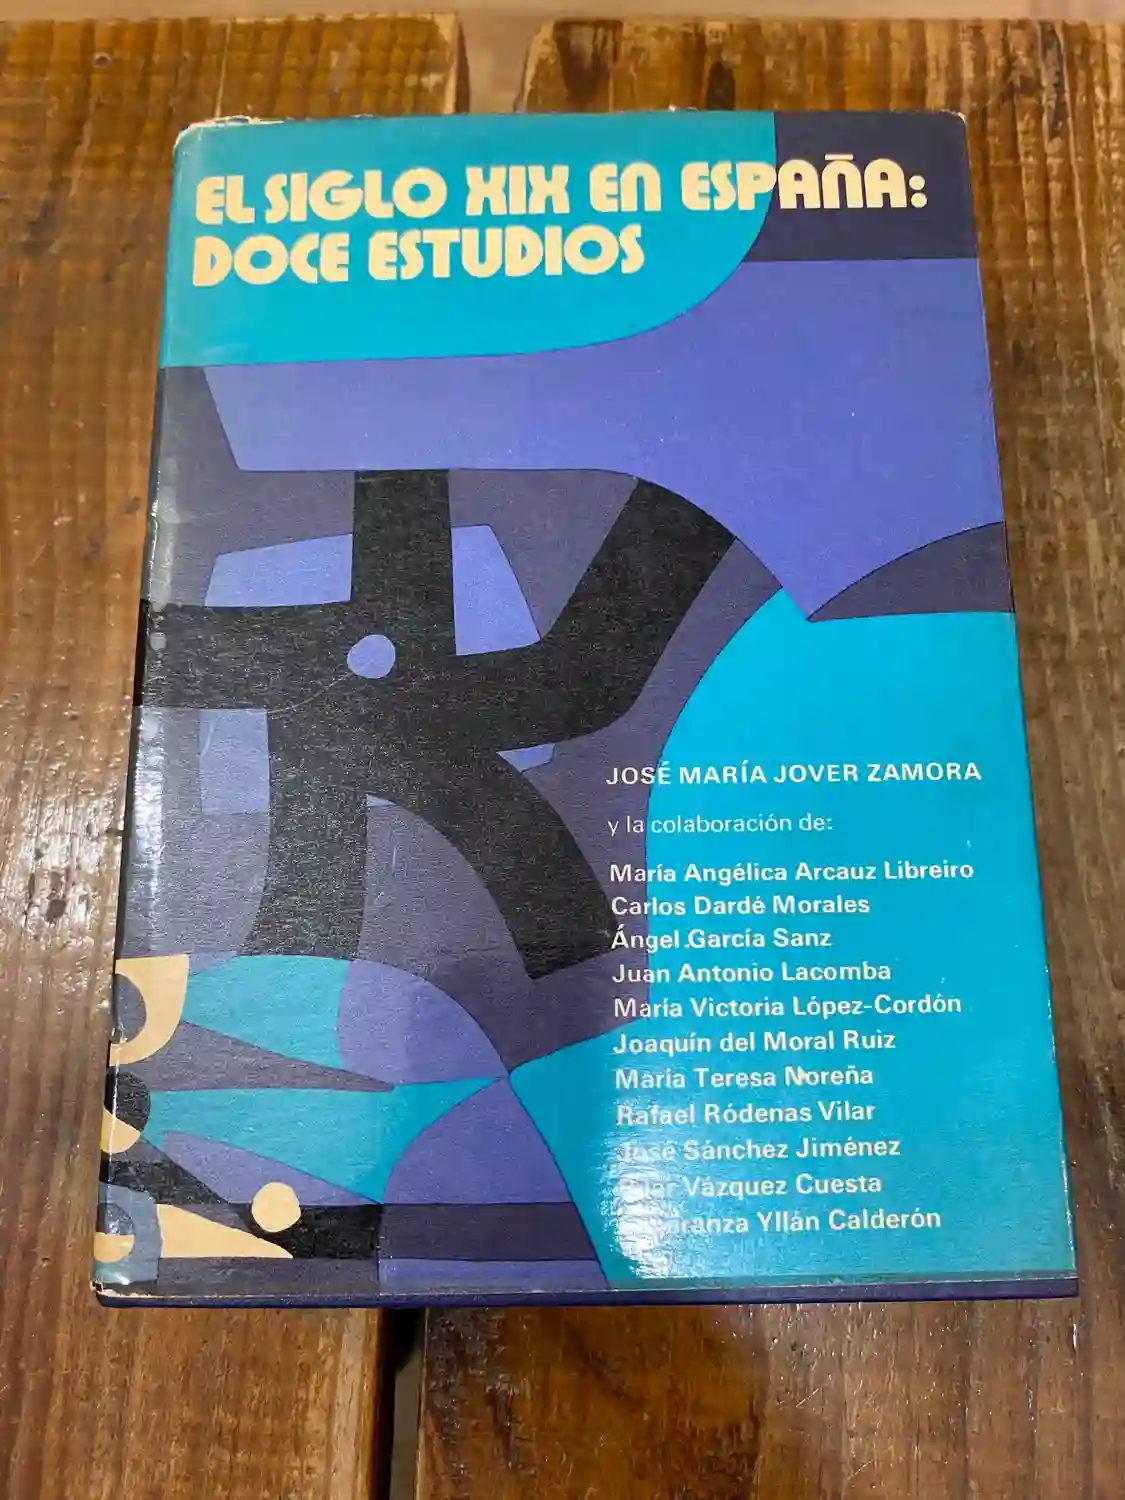 EL SIGLO XIX EN ESPAÑA:
DOCE ESTUDIOS
JOSÉ MARÍA JOVER ZAMORA
y la colaboración de:
María Angélica Arcauz Libreiro
Carlos Dardé Morales
Ángel García Sanz
Juan Antonio Lacomba
María Victoria López-Cordón
Joaquín del Moral Ruiz
María Teresa Noreña
Rafael Ródenas Vilar
José Sánchez Jiménez
Pilar Vázquez Cuesta
Yllán Calderón